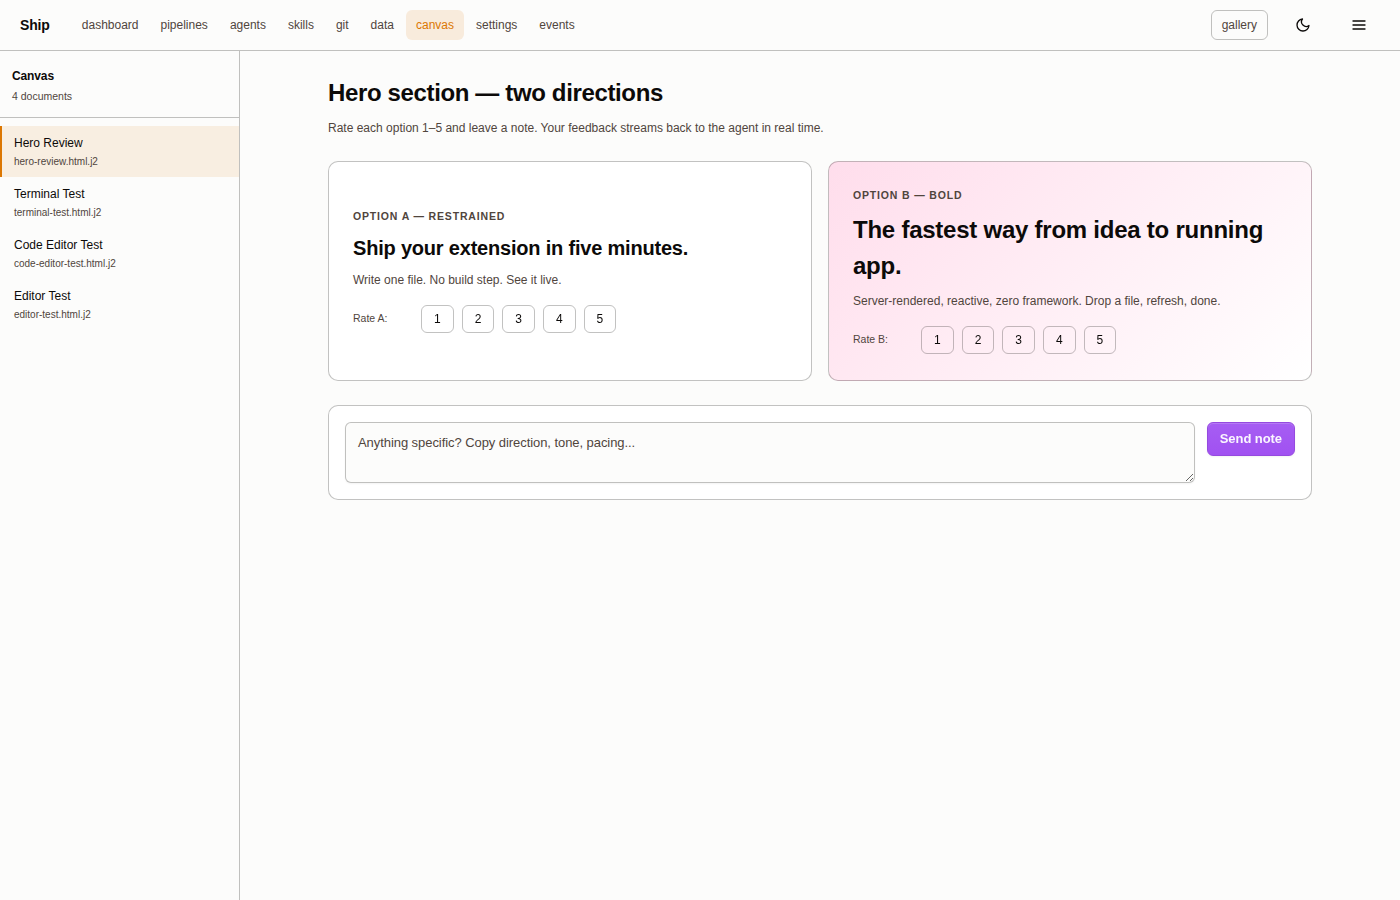 Ship
dashboard
pipelines
agents
skills
git
data
canvas
settings
events
gallery
Canvas
4 documents
Hero Review
hero-review.html.j2
Terminal Test
terminal-test.html.j2
Code Editor Test
code-editor-test.html.j2
Editor Test
editor-test.html.j2
Hero section — two directions
Rate each option 1–5 and leave a note. Your feedback streams back to the agent in real time.
OPTION A — RESTRAINED
Ship your extension in five minutes.
Write one file. No build step. See it live.
Rate A: 1 2 3 4 5
OPTION B — BOLD
The fastest way from idea to running
app.
Server-rendered, reactive, zero framework. Drop a file, refresh, done.
Rate B: 1 2 3 4 5
Anything specific? Copy direction, tone, pacing...
Send note